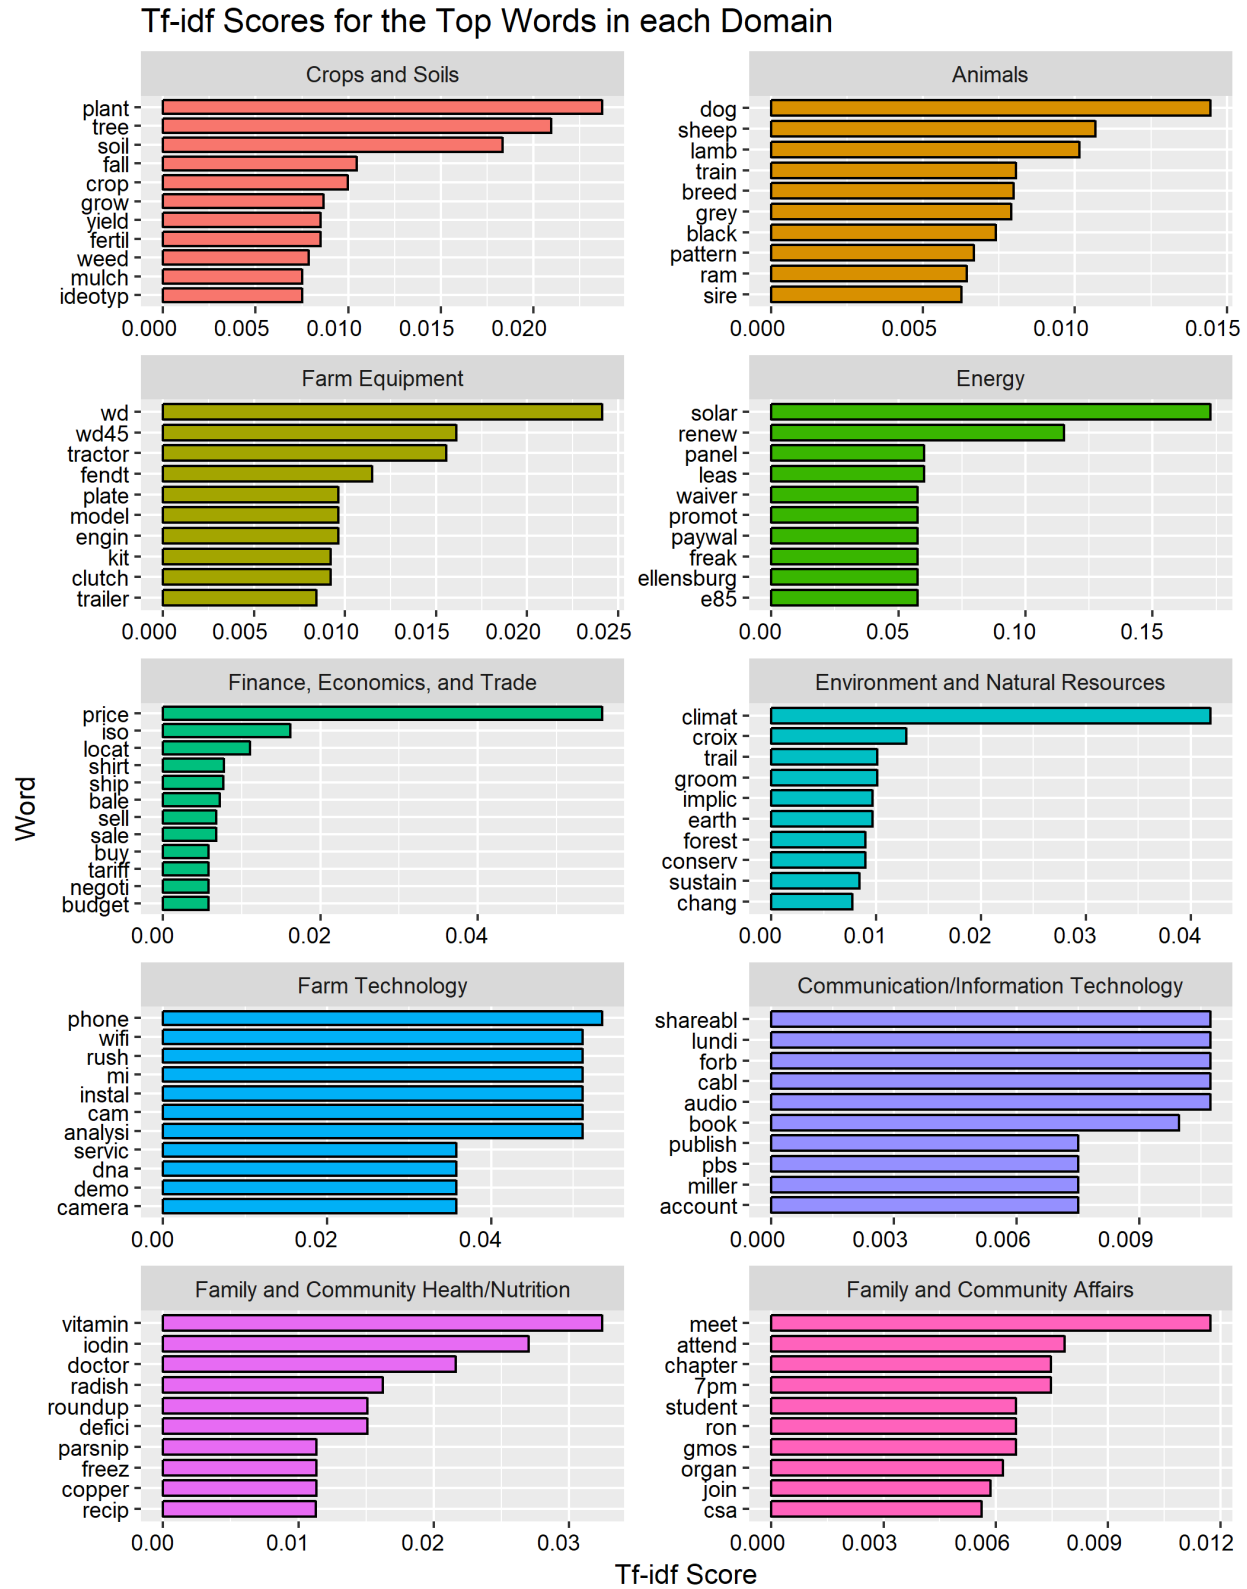 Tf-idf Scores for the Top Words in each Domain
Crops and Soils
plant
tree
soil
fall
crop
grow
yield
fertil
weed
mulch
ideotyp
0.000 0.005 0.010 0.015 0.020
Animals
dog
sheep
lamb
train
breed
grey
black
pattern
ram
sire
0.000 0.005 0.010 0.015
Farm Equipment
wd
wd45
tractor
fendt
plate
model
engin
kit
clutch
trailer
0.000 0.005 0.010 0.015 0.020 0.025
Energy
solar
renew
panel
leas
waiver
promot
paywal
freak
ellensburg
e85
0.00 0.05 0.10 0.15
Word
Finance, Economics, and Trade
price
iso
locat
shirt
ship
bale
sell
sale
buy
tariff
negoti
budget
0.00 0.02 0.04
Environment and Natural Resources
climat
croix
trail
groom
implic
earth
forest
conserv
sustain
chang
0.00 0.01 0.02 0.03 0.04
Farm Technology
phone
wifi
rush
mi
instal
cam
analysi
servic
dna
demo
camera
0.00 0.02 0.04
Communication/Information Technology
shareabl
lundi
forb
cabl
audio
book
publish
pbs
miller
account
0.000 0.003 0.006 0.009
Family and Community Health/Nutrition
vitamin
iodin
doctor
radish
roundup
defici
parsnip
freez
copper
recip
0.00 0.01 0.02 0.03
Family and Community Affairs
meet
attend
chapter
7pm
student
ron
gmos
organ
join
csa
0.000 0.003 0.006 0.009 0.012
Tf-idf Score